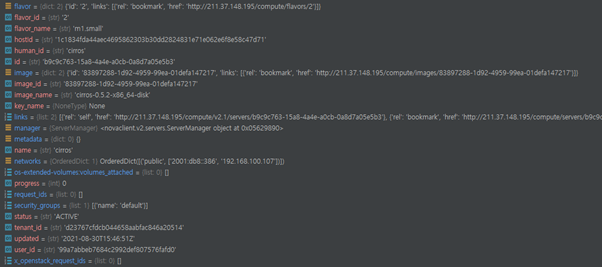 flavor = {dict: 2} {'id': '2', 'links': [{'rel': 'bookmark', 'href': 'http://211.37.148.195/compute/flavors/2'}]}
flavor_id = {str} '2'
flavor_name = {str} 'm1.small'
hostId = {str} '1c1834fda44aec4695862303b30dd2824831e71e062e6f8e58c47d71'
human_id = {str} 'cirros'
id = {str} 'b9c9c763-15a8-4a4e-a0cb-0a8d7a05e5b3'
image = {dict: 2} {'id': '83897288-1d92-4959-99ea-01defa147217', 'links': [{'rel': 'bookmark', 'href': 'http://211.37.148.195/compute/images/83897288-1d92-4959-99ea-01defa147217'}]}
image_id = {str} '83897288-1d92-4959-99ea-01defa147217'
image_name = {str} 'cirros-0.5.2-x86_64-disk'
key_name = {NoneType} None
links = {list: 2} [{'rel': 'self', 'href': 'http://211.37.148.195/compute/v2.1/servers/b9c9c763-15a8-4a4e-a0cb-0a8d7a05e5b3'}, {'rel': 'bookmark', 'href': 'http://211.37.148.195/compute/servers/b9c9c
manager = {ServerManager} <novaclient.v2.servers.ServerManager object at 0x05629890>
metadata = {dict: 0} {}
name = {str} 'cirros'
networks = {OrderedDict: 1} OrderedDict([('public', ['2001:db8::386', '192.168.100.107'])])
os-extended-volumes:volumes_attached = {list: 0} []
progress = {int} 0
request_ids = {list: 0} []
security_groups = {list: 1} [{'name': 'default'}]
status = {str} 'ACTIVE'
tenant_id = {str} 'd23767cfdcb044658aabfac846a20514'
updated = {str} '2021-08-30T15:46:51Z'
user_id = {str} '99a7abbeb7684c2992def807576fafd0'
x_openstack_request_ids = {list: 0} []